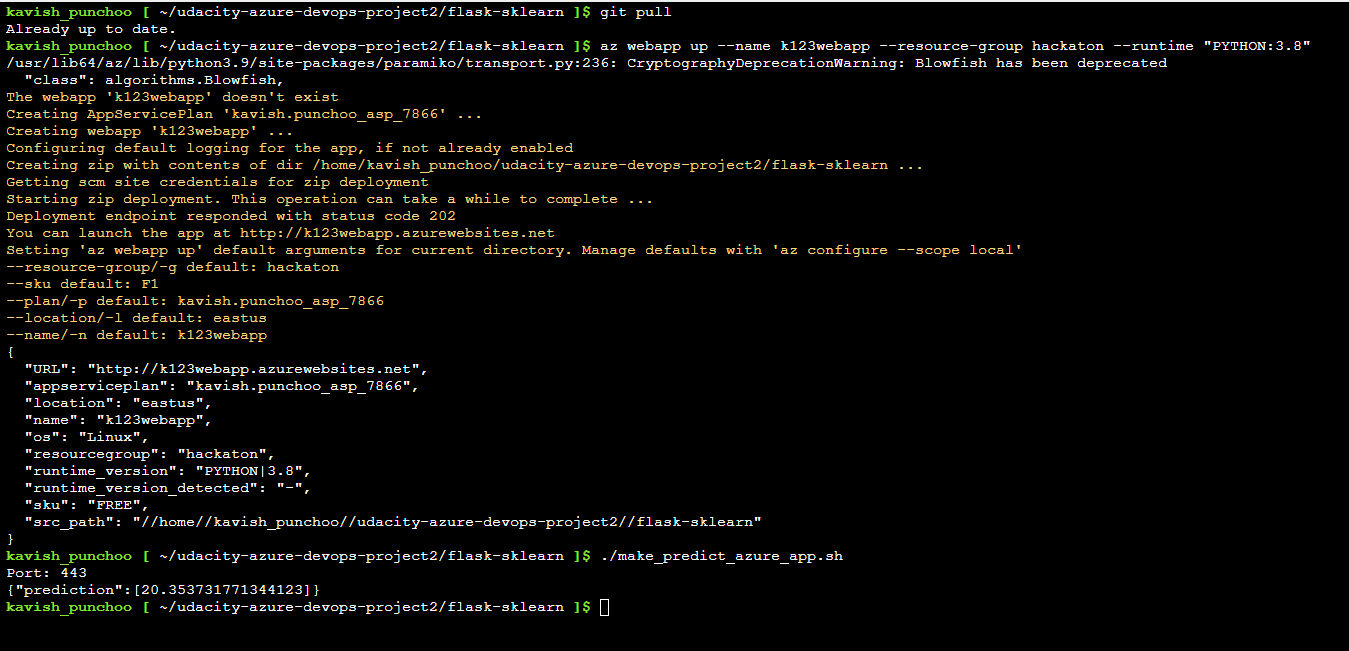 kavish_punchoo [ ~/udacity-azure-devops-project2/flask-sklearn ]$ git pull
Already up to date.
kavish_punchoo [ ~/udacity-azure-devops-project2/flask-sklearn ]$ az webapp up --name k123webapp --resource-group hackaton --runtime "PYTHON:3.8"
/usr/lib64/az/lib/python3.9/site-packages/paramiko/transport.py:236: CryptographyDeprecationWarning: Blowfish has been deprecated
  "class": algorithms.Blowfish,
The webapp 'k123webapp' doesn't exist
Creating AppServicePlan 'kavish.punchoo_asp_7866' ...
Creating webapp 'k123webapp' ...
Configuring default logging for the app, if not already enabled
Creating zip with contents of dir /home/kavish_punchoo/udacity-azure-devops-project2/flask-sklearn ...
Getting scm site credentials for zip deployment
Starting zip deployment. This operation can take a while to complete ...
Deployment endpoint responded with status code 202
You can launch the app at http://k123webapp.azurewebsites.net
Setting 'az webapp up' default arguments for current directory. Manage defaults with 'az configure --scope local'
--resource-group/-g default: hackaton
--sku default: F1
--plan/-p default: kavish.punchoo_asp_7866
--location/-l default: eastus
--name/-n default: k123webapp
{
  "URL": "http://k123webapp.azurewebsites.net",
  "appserviceplan": "kavish.punchoo_asp_7866",
  "location": "eastus",
  "name": "k123webapp",
  "os": "Linux",
  "resourcegroup": "hackaton",
  "runtime_version": "PYTHON|3.8",
  "runtime_version_detected": "-",
  "sku": "FREE",
  "src_path": "//home//kavish_punchoo//udacity-azure-devops-project2//flask-sklearn"
}
kavish_punchoo [ ~/udacity-azure-devops-project2/flask-sklearn ]$ ./make_predict_azure_app.sh
Port: 443
{"prediction":[20.353731771344123]}
kavish_punchoo [ ~/udacity-azure-devops-project2/flask-sklearn ]$